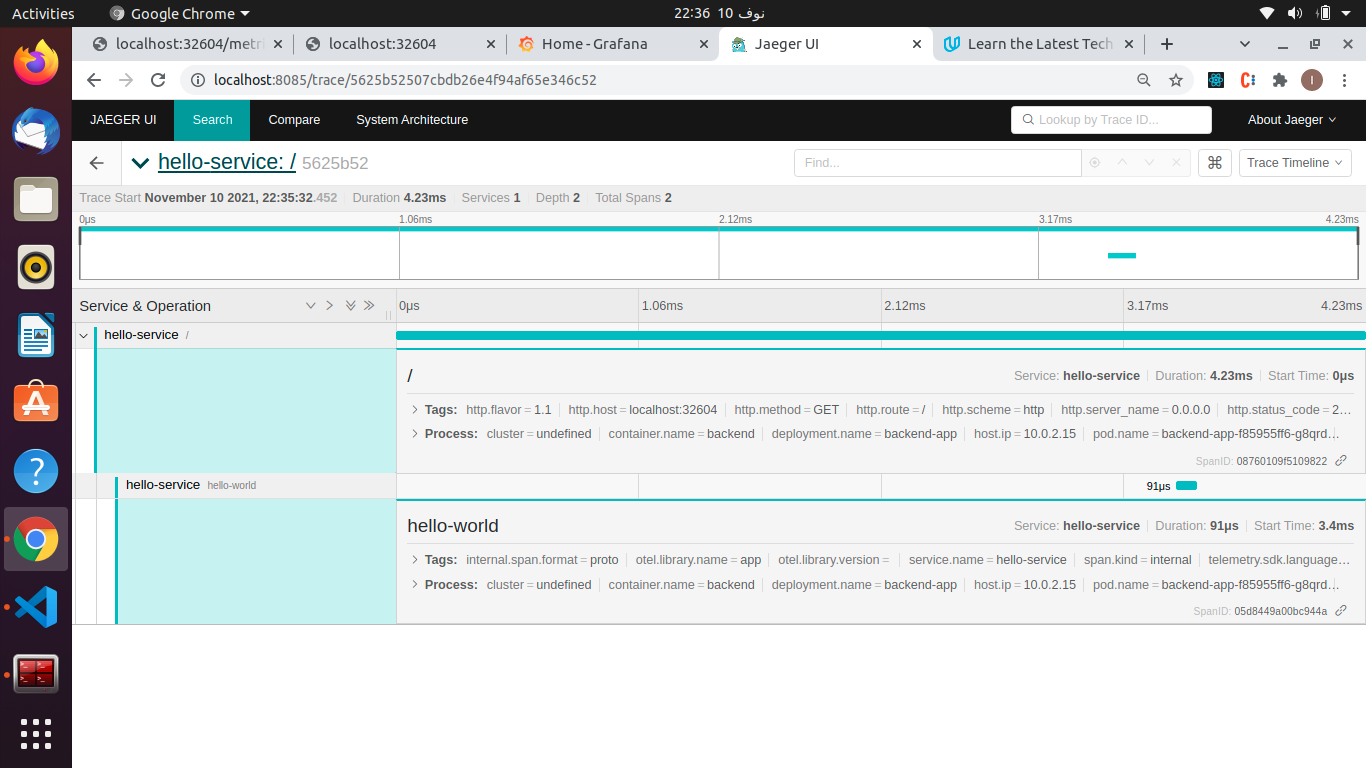 Activities Google Chrome 22:36 10 نوف
localhost:32604/metri localhost:32604 Home - Grafana Jaeger UI Learn the Latest Tech
localhost:8085/trace/5625b52507cbdb26e4f94af65e346c52 I
JAEGER UI Search Compare System Architecture Lookup by Trace ID... About Jaeger
hello-service: / 5625b52 Find... ⌘ Trace Timeline
Trace Start November 10 2021, 22:35:32.452 Duration 4.23ms Services 1 Depth 2 Total Spans 2
0μs 1.06ms 2.12ms 3.17ms 4.23ms
Service & Operation 0μs 1.06ms 2.12ms 3.17ms 4.23ms
hello-service /
/ Service: hello-service Duration: 4.23ms Start Time: 0μs
Tags: http.flavor = 1.1 http.host = localhost:32604 http.method = GET http.route = / http.scheme = http http.server_name = 0.0.0.0 http.status_code = 2…
Process: cluster = undefined container.name = backend deployment.name = backend-app host.ip = 10.0.2.15 pod.name = backend-app-f85955ff6-g8qrd…
SpanID: 08760109f5109822
hello-service hello-world 91μs
hello-world Service: hello-service Duration: 91μs Start Time: 3.4ms
Tags: internal.span.format = proto otel.library.name = app otel.library.version = service.name = hello-service span.kind = internal telemetry.sdk.language…
Process: cluster = undefined container.name = backend deployment.name = backend-app host.ip = 10.0.2.15 pod.name = backend-app-f85955ff6-g8qrd…
SpanID: 05d8449a00bc944a